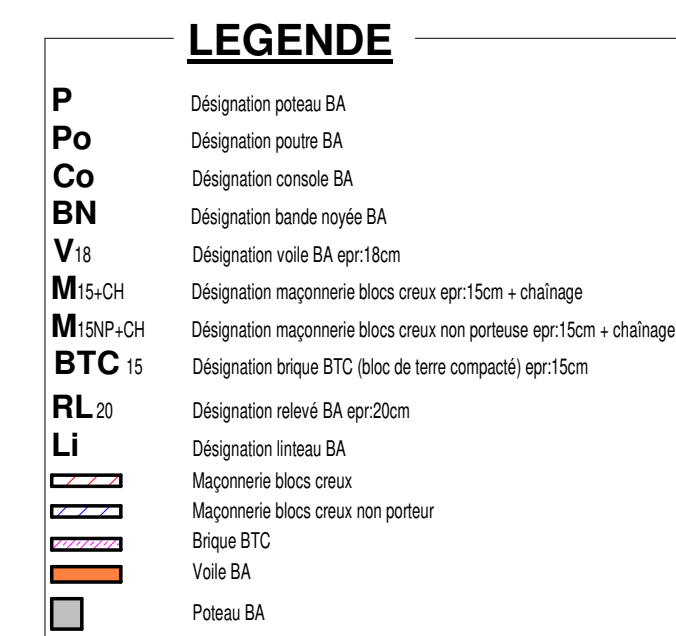 LEGENDE
P Désignation poteau BA
Po Désignation poutre BA
Co Désignation console BA
BN Désignation bande noyée BA
V18 Désignation voile BA epr:18cm
M15+CH Désignation maçonnerie blocs creux epr:15cm + chaînage
M15NP+CH Désignation maçonnerie blocs creux non porteuse epr:15cm + chaînage
BTC 15 Désignation brique BTC (bloc de terre compacté) epr:15cm
RL 20 Désignation relevé BA epr:20cm
Li Désignation linteau BA
Maçonnerie blocs creux
Maçonnerie blocs creux non porteur
Brique BTC
Voile BA
Poteau BA